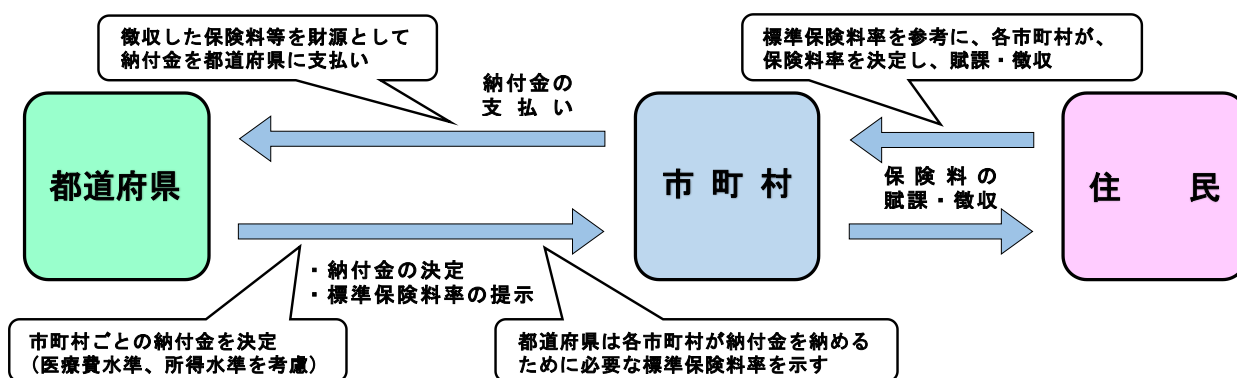 徴収した保険料等を財源として
納付金を都道府県に支払い
標準保険料率を参考に、各市町村が、
保険料率を決定し、賦課・徴収
納付金の
支払い
都道府県
市町村
住民
保険料の
賦課・徴収
・納付金の決定
・標準保険料率の提示
市町村ごとの納付金を決定
（医療費水準、所得水準を考慮）
都道府県は各市町村が納付金を納める
ために必要な標準保険料率を示す